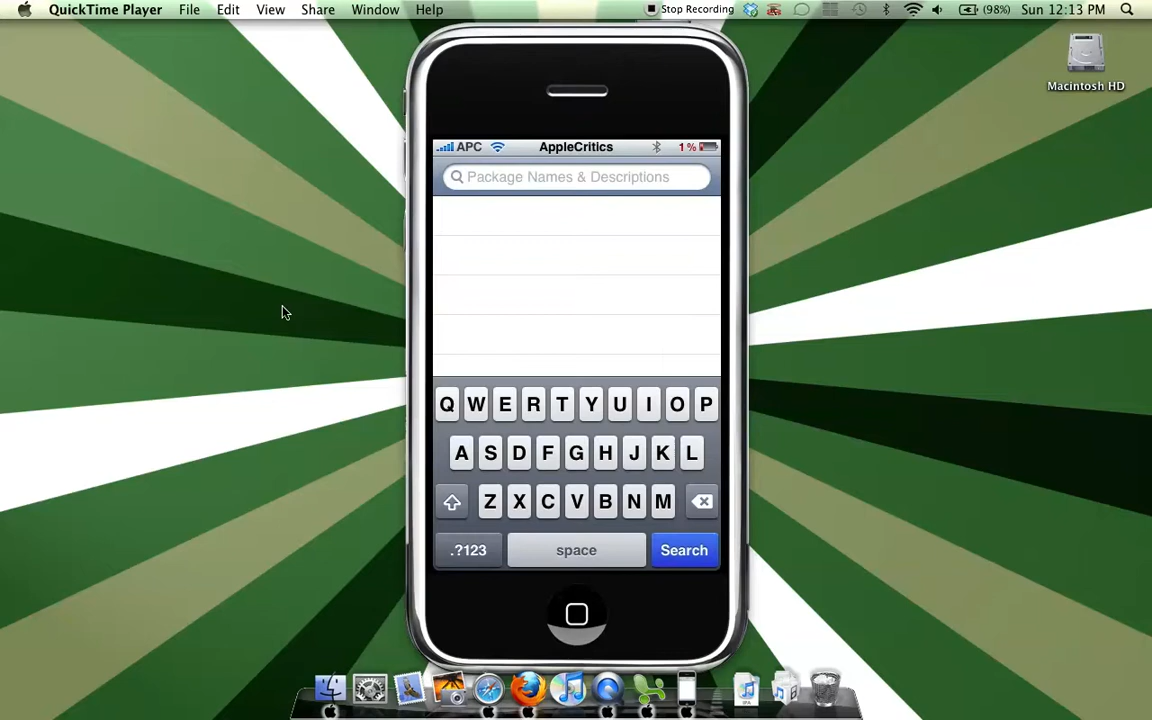 QuickTime Player File Edit View Share Window Help Stop Recording (98%) Sun 12:13 PM
Macintosh HD
APC AppleCritics 1%
Package Names & Descriptions
Q W E R T Y U I O P
A S D F G H J K L
Z X C V B N M
.?123 space Search